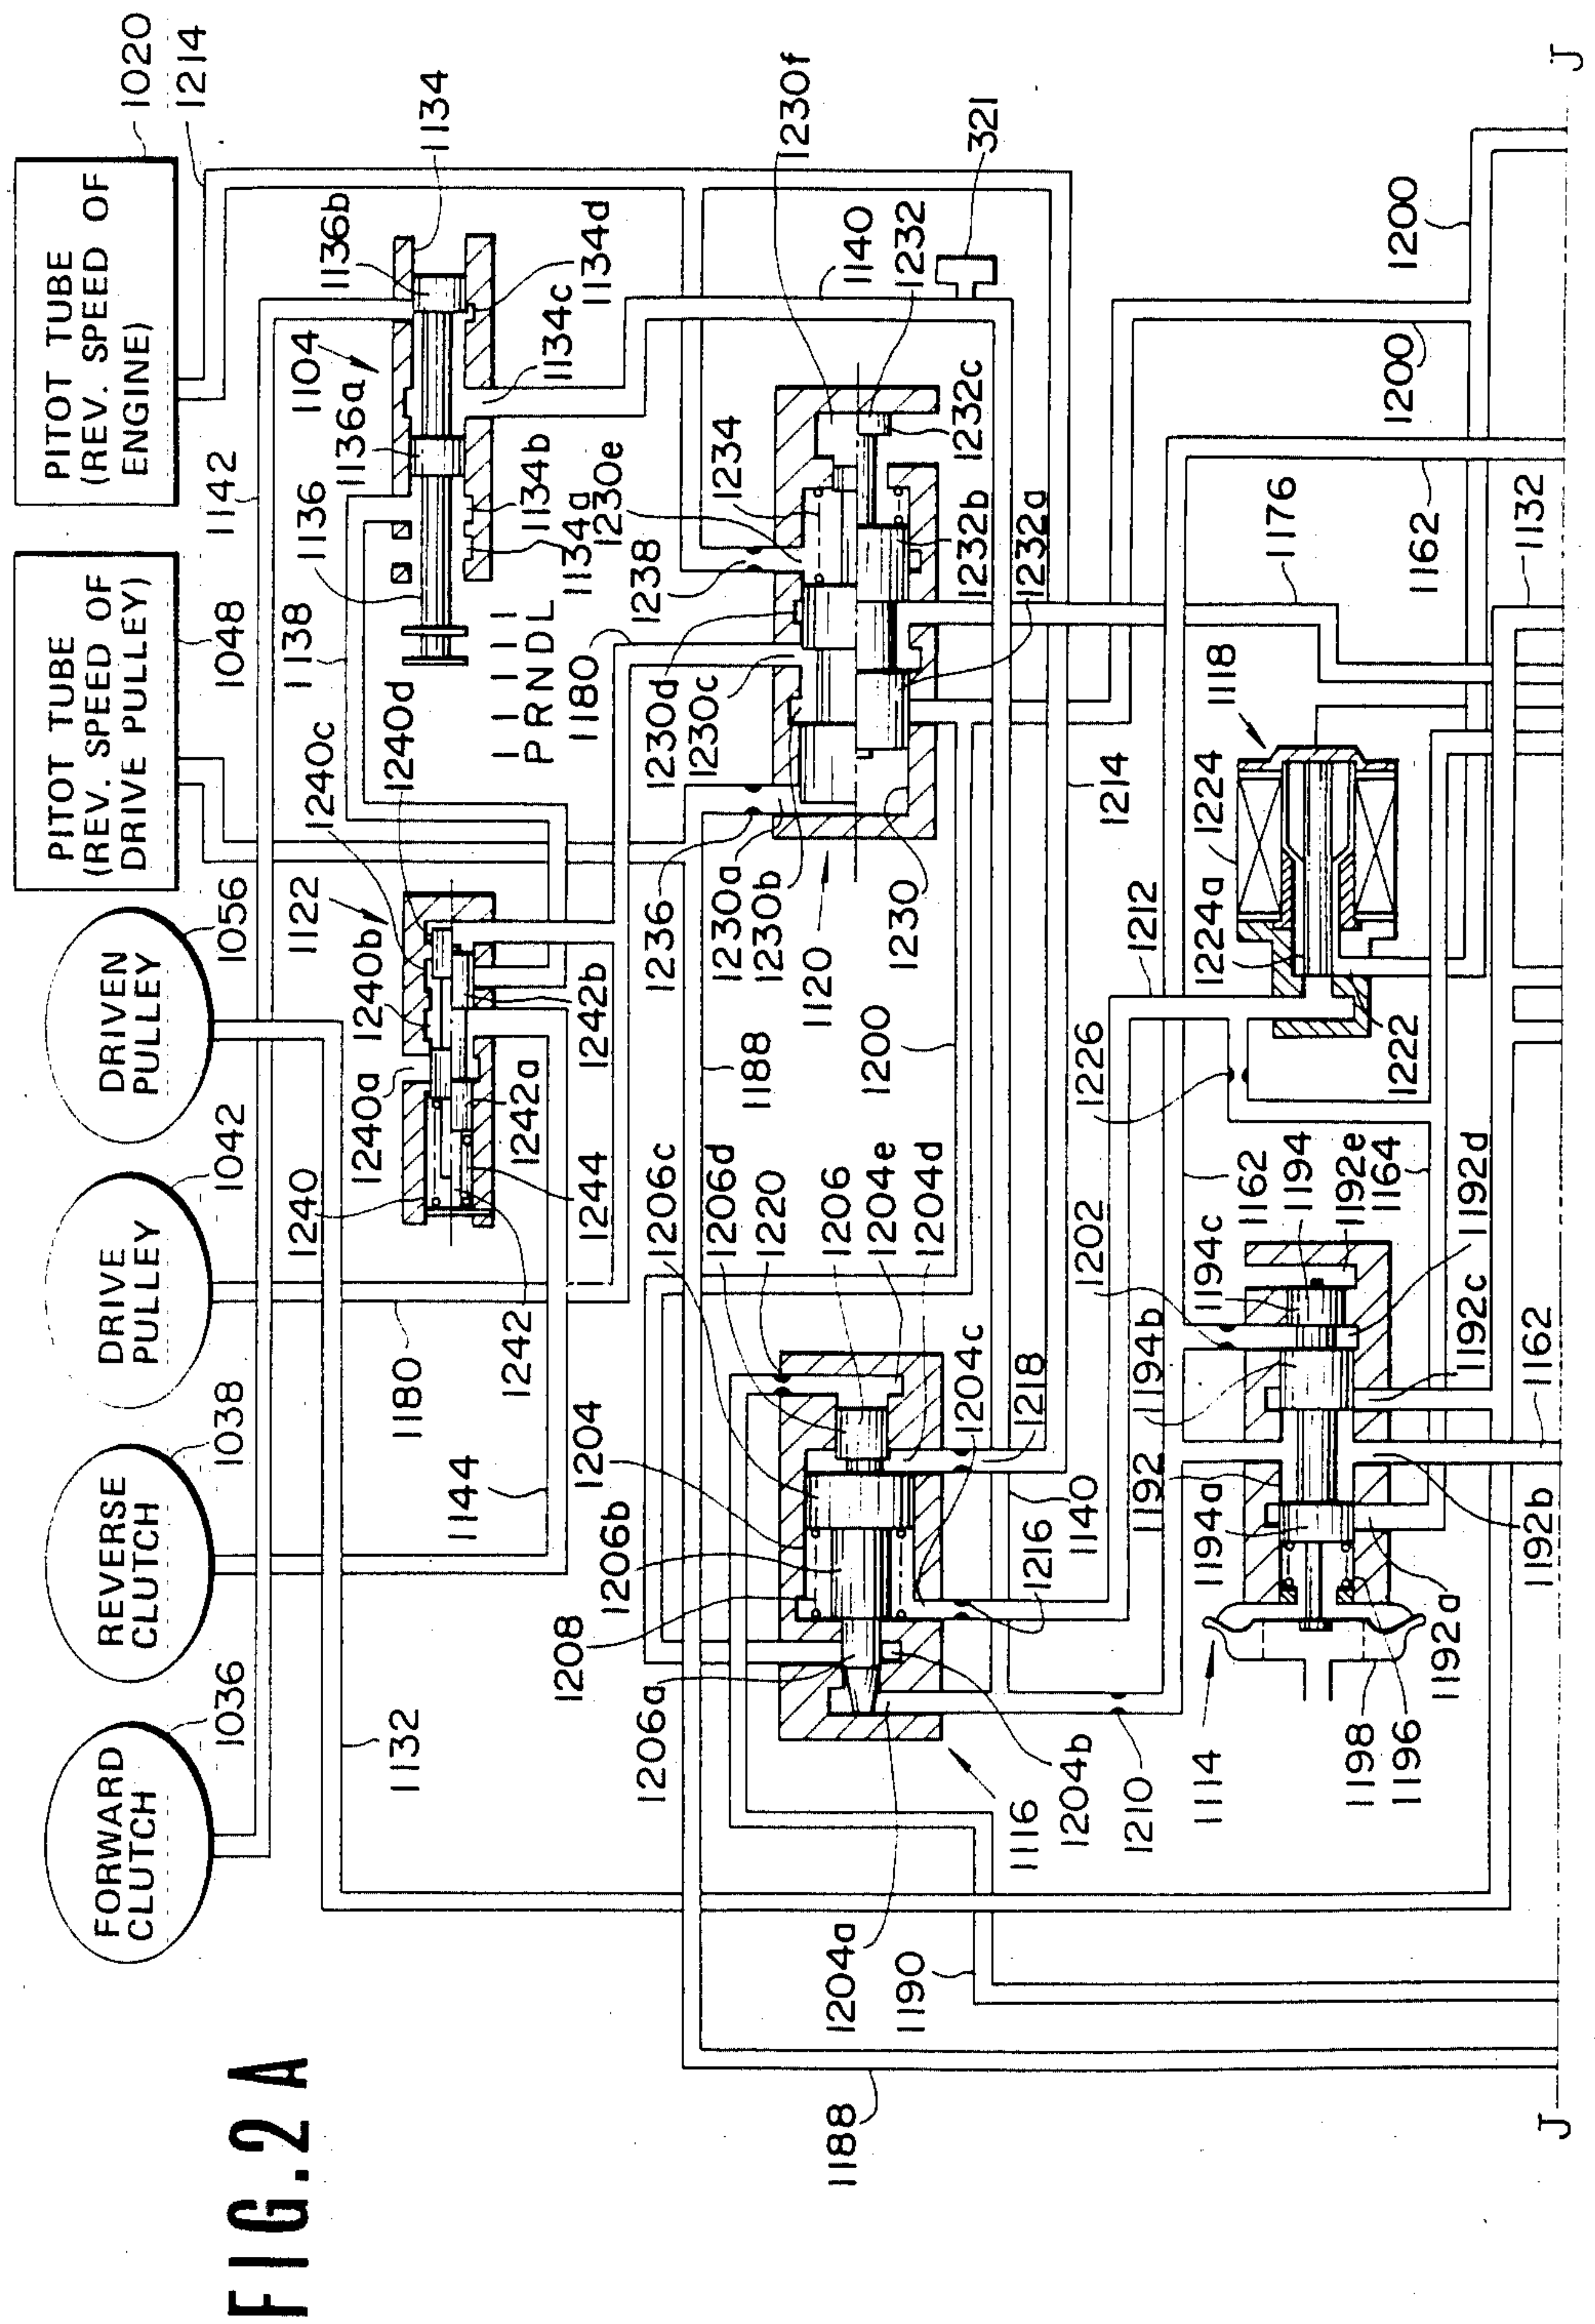 FIG.2A
FORWARD
CLUTCH
1036
REVERSE
CLUTCH
1038
DRIVE
PULLEY
1042
DRIVEN
PULLEY
1056
PITOT TUBE
(REV. SPEED OF
DRIVE PULLEY)
1048
PITOT TUBE
(REV. SPEED OF
ENGINE)
1020
1214
1132
1144
1180
1240
1242
1240a
1240b
1122
1240c
1240d
1242a
1242b
1244
1138
1136
1142
1136a
1104
1136b
1134
1134a
1134b
1134c
1134d
PRNDL
1180
1230e
1238
1234
1230f
1230d
1230c
1236
1230a
1230b
1120
1230
1232a
1232b
1232c
1232
1140
321
1188
1200
1214
1206a
1208
1206b
1204
1206c
1206d
1220
1206
1204e
1204d
1204c
1218
1216
1140
1116
1204b
1210
1204a
1190
1188
1114
1198
1196
1192a
1192b
1194a
1192
1194b
1202
1194c
1162
1194
1192e
1164
1192d
1192c
1162
1226
1212
1222
1224a
1224
1118
1176
1162
1132
1200
1200
J
J